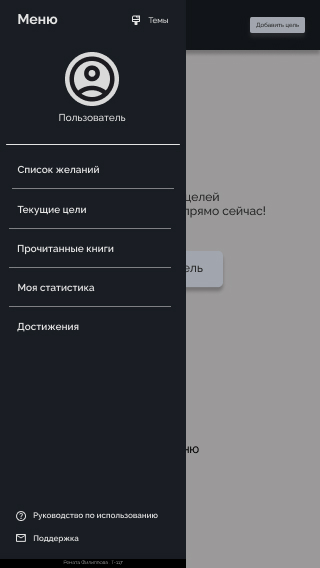 Меню
Темы
Добавить цель
Пользователь
Список желаний
целей
Текущие цели
прямо сейчас!
Прочитанные книги
ель
Моя статистика
Достижения
ню
Руководство по использованию
Поддержка